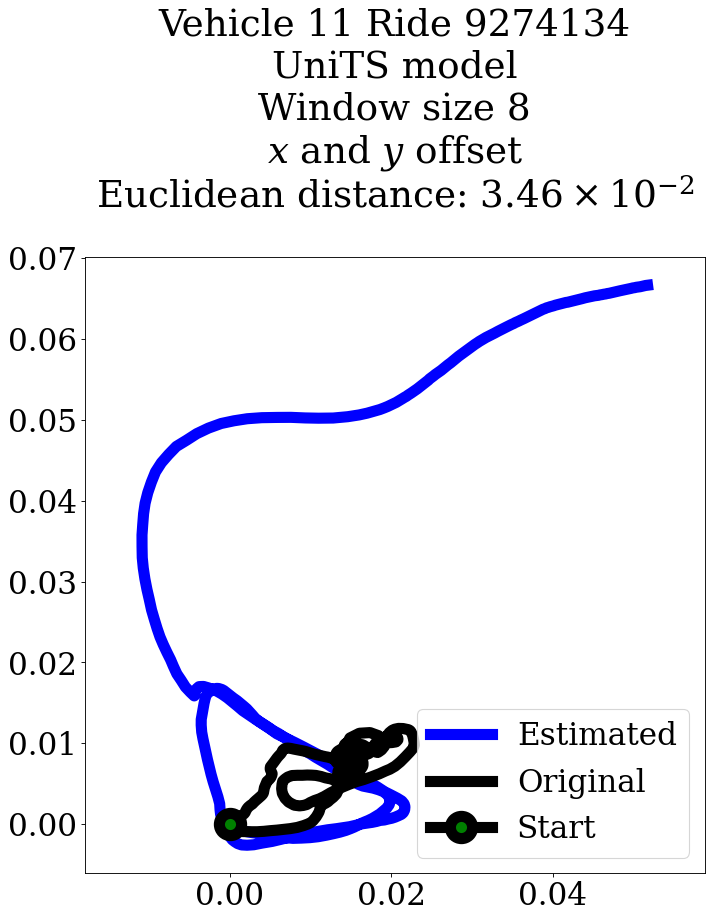 Vehicle 11 Ride 9274134
UniTS model
Window size 8
x and y offset
Euclidean distance: 3.46 × 10⁻²
0.07
0.06
0.05
0.04
0.03
0.02
0.01
0.00
Estimated
Original
Start
0.00 0.02 0.04